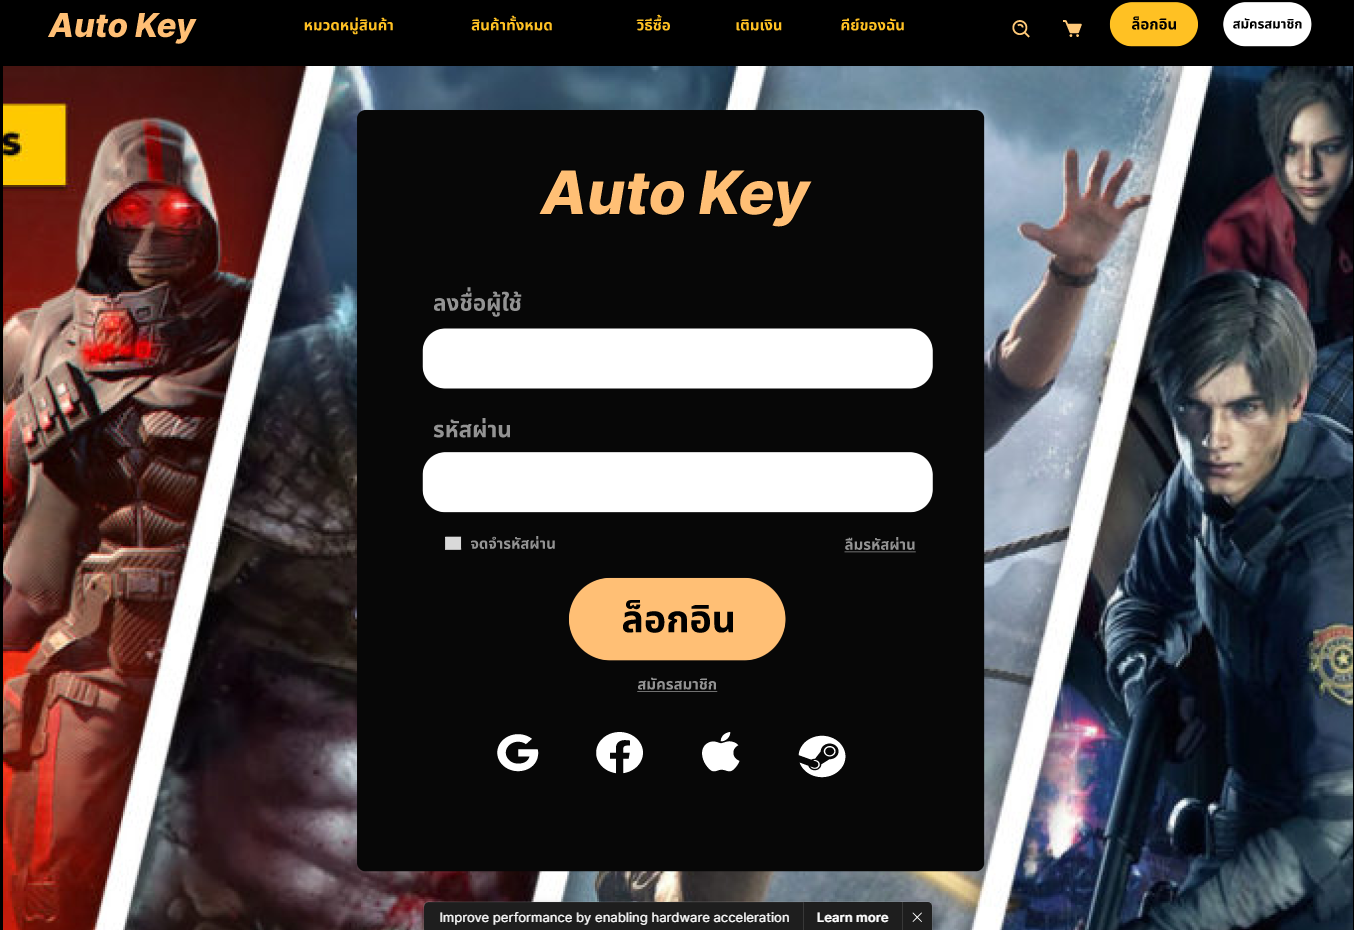 Auto Key
หมวดหมู่สินค้า
สินค้าทั้งหมด
วิธีซื้อ
เติมเงิน
คีย์ของฉัน
ล็อกอิน
สมัครสมาชิก
s
Auto Key
ลงชื่อผู้ใช้
รหัสผ่าน
จดจำรหัสผ่าน
ลืมรหัสผ่าน
ล็อกอิน
สมัครสมาชิก
Improve performance by enabling hardware acceleration
Learn more